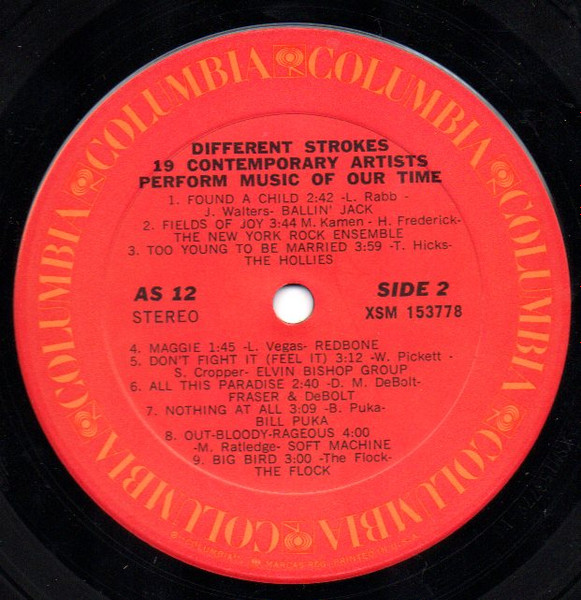 COLUMBIA COLUMBIA COLUMBIA COLUMBIA COLUMBIA COLUMBIA
DIFFERENT STROKES
19 CONTEMPORARY ARTISTS
PERFORM MUSIC OF OUR TIME
1. FOUND A CHILD 2:42 -L. Rabb -
J. Walters- BALLIN' JACK
2. FIELDS OF JOY 3:44 M. Kamen - H. Frederick-
THE NEW YORK ROCK ENSEMBLE
3. TOO YOUNG TO BE MARRIED 3:59 -T. Hicks-
THE HOLLIES
AS 12
STEREO
SIDE 2
XSM 153778
4. MAGGIE 1:45 -L. Vegas- REDBONE
5. DON'T FIGHT IT (FEEL IT) 3:12 -W. Pickett -
S. Cropper- ELVIN BISHOP GROUP
6. ALL THIS PARADISE 2:40 -D. M. DeBolt-
FRASER & DeBOLT
7. NOTHING AT ALL 3:09 -B. Puka-
BILL PUKA
8. OUT-BLOODY-RAGEOUS 4:00
-M. Ratledge- SOFT MACHINE
9. BIG BIRD 3:00 -The Flock-
THE FLOCK
MARCAS REG. PRINTED IN U.S.A.